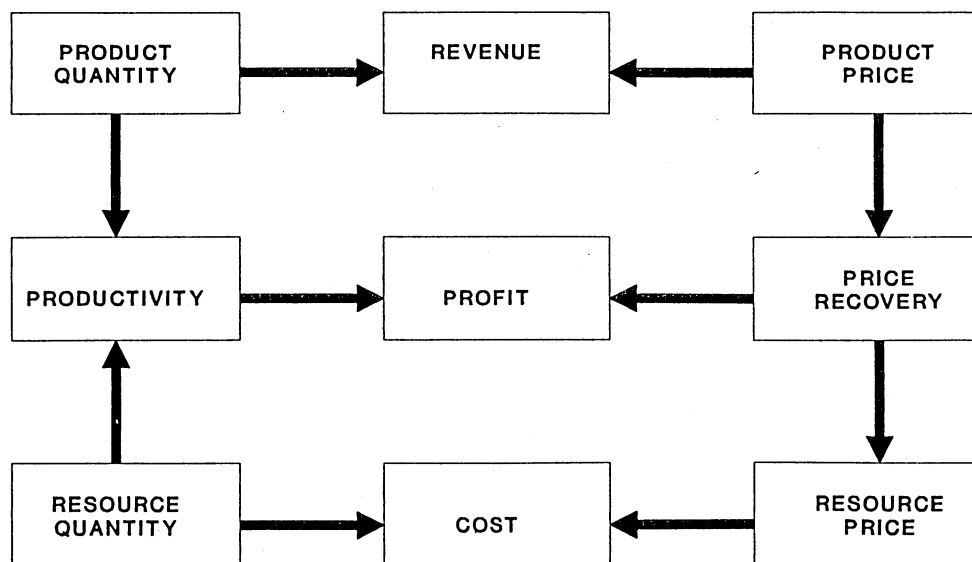 PRODUCT
QUANTITY
REVENUE
PRODUCT
PRICE
PRODUCTIVITY
PROFIT
PRICE
RECOVERY
RESOURCE
QUANTITY
COST
RESOURCE
PRICE